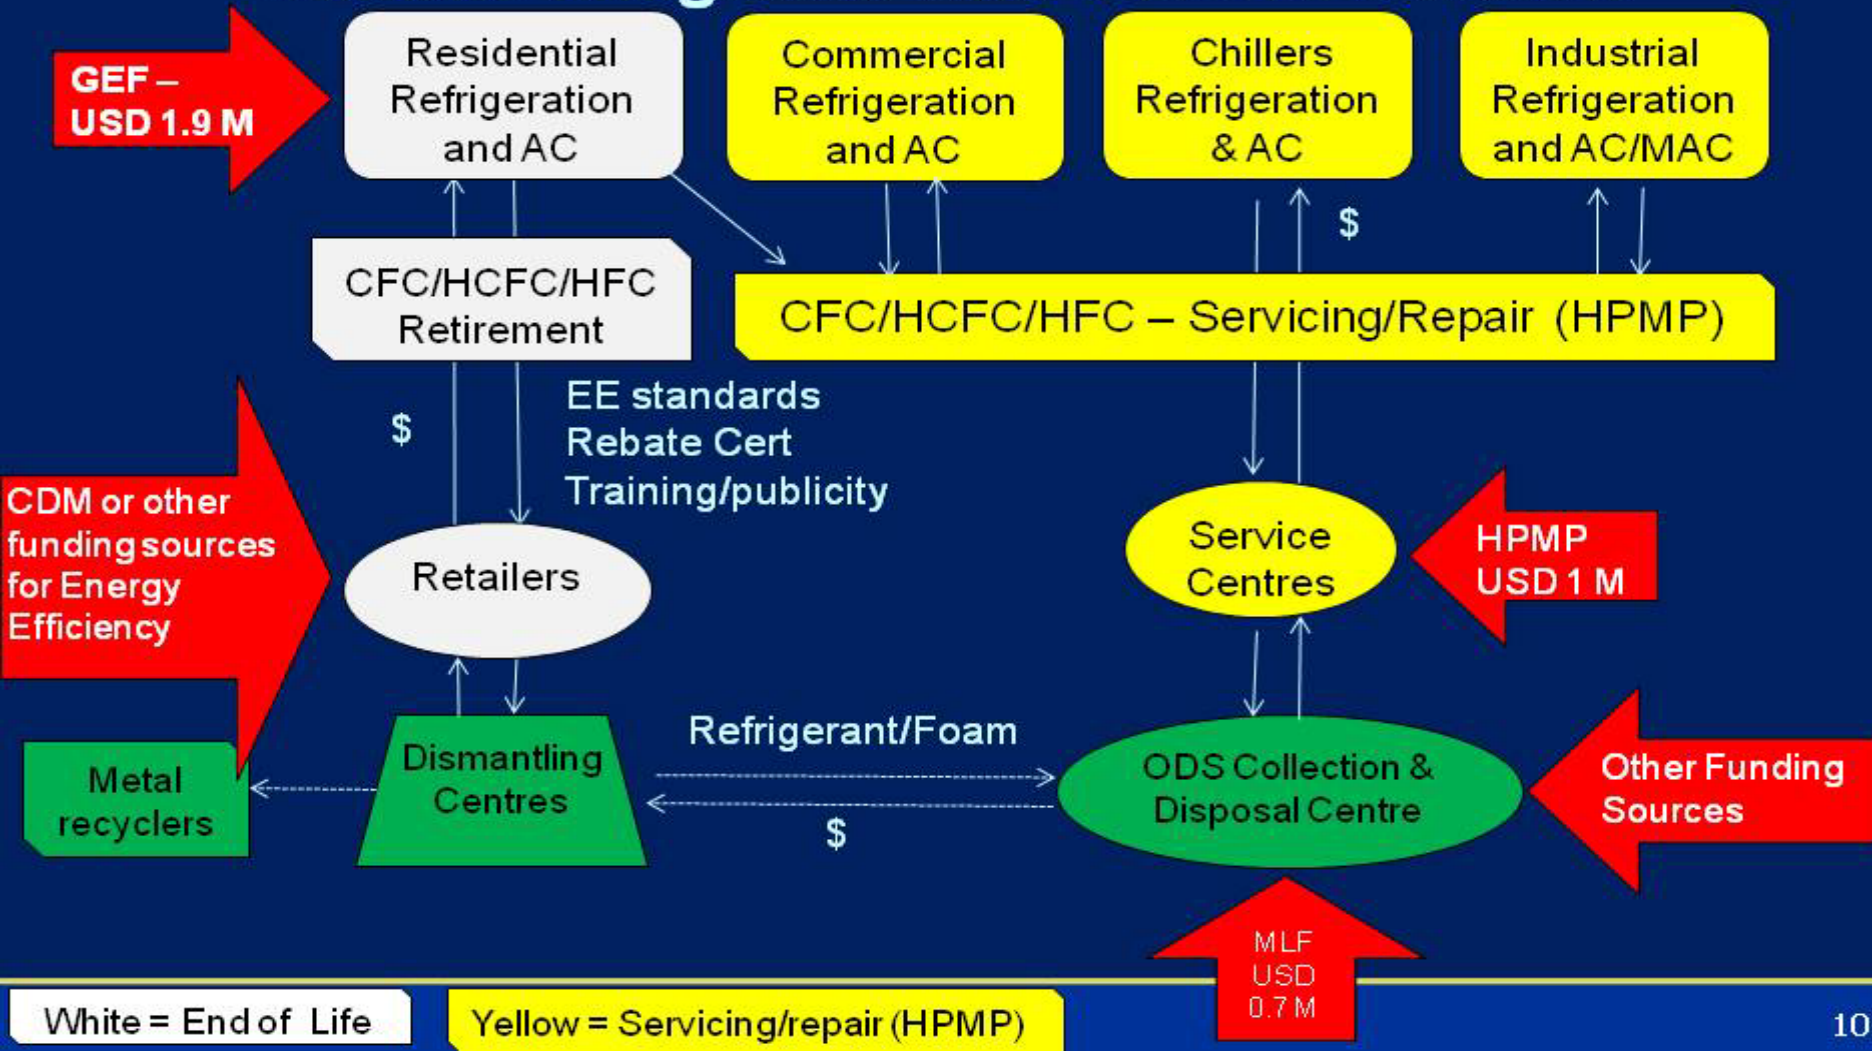 GEF –
USD 1.9 M
Residential
Refrigeration
and AC
Commercial
Refrigeration
and AC
Chillers
Refrigeration
& AC
Industrial
Refrigeration
and AC/MAC
$
CFC/HCFC/HFC
Retirement
CFC/HCFC/HFC – Servicing/Repair (HPMP)
$
EE standards
Rebate Cert
Training/publicity
CDM or other
funding sources
for Energy
Efficiency
Retailers
Service
Centres
HPMP
USD 1 M
Metal
recyclers
Dismantling
Centres
Refrigerant/Foam
$
ODS Collection &
Disposal Centre
Other Funding
Sources
MLF
USD
0.7 M
White = End of Life
Yellow = Servicing/repair (HPMP)
10